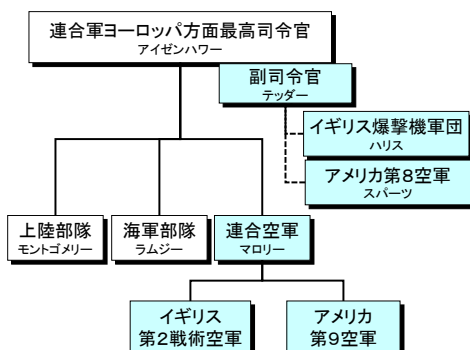 連合軍ヨーロッパ方面最高司令官
アイゼンハワー
副司令官
テッダー
イギリス爆撃機軍団
ハリス
アメリカ第8空軍
スパーツ
上陸部隊
モントゴメリー
海軍部隊
ラムジー
連合空軍
マロリー
イギリス
第2戦術空軍
アメリカ
第9空軍